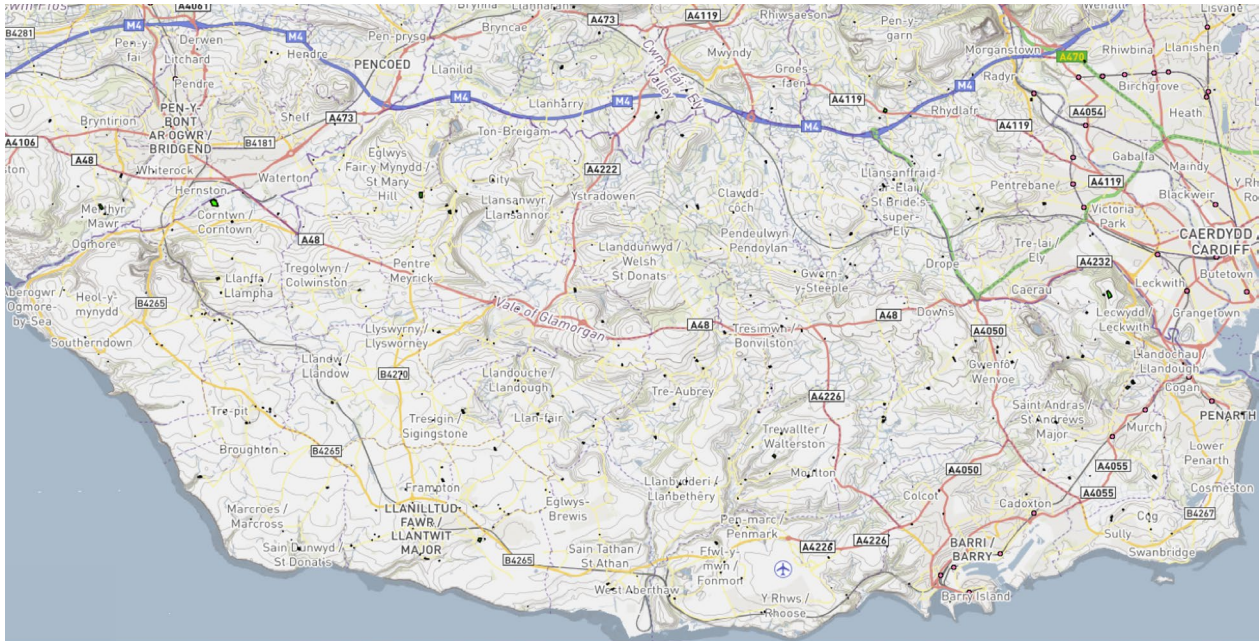 A4061
B4281
Derwen
Pen-y-
fai
Litchard
Pendre
M4
M4
Hendre
Pen-prysg
Bryncae
A473
A4119
Rhiwsaeson
Pen-y-
garn
Lisvane
Morganstown
A470
Rhiwbina
Llanishen
Radyr
Birchgrove
PENCOED
Llanilid
Mwyndy
Cwm Elai / Ely
Valley
Groes-
faen
M4
M4
Llanharry
M4
M4
A4119
Rhydlafr
A4119
A4054
Heath
Bryntirion
PEN-Y-
BONT
AR OGWR /
BRIDGEND
Shelf
A473
B4181
Ton-Breigam
A4106
A48
Whiterock
Waterton
Hernston
Eglwys
Fair y Mynydd /
St Mary
Hill
City
Llansanwyr /
Llansannor
A4222
Ystradowen
Clawdd-
coch
Llansanffraid
-ar-Elai /
St Bride's-
super-
Ely
Pentrebane
Gabalfa
Maindy
A4119
Blackweir
Victoria
Park
CAERDYDD /
CARDIFF
Merthyr
Mawr
Ogmore
Corntwn /
Corntown
A48
Llanddunwyd /
Welsh
St Donats
Pendeulwyn /
Pendoylan
Tre-lai /
Ely
Drope
A4232
Butetown
Leckwith
Grangetown
Caerau
Aberogwr /
Ogmore-
by-Sea
Heol-y-
mynydd
B4265
Llanffa /
Llampha
Tregolwyn /
Colwinston
Pentre
Meyrick
Gwern-
y-Steeple
Downs
Lecwydd /
Leckwith
Vale of Glamorgan
A48
Tresimwn /
Bonvilston
A48
A4050
Southerndown
Llyswyrny /
Llysworney
Llandw /
Llandow
B4270
Llandouche /
Llandough
Tre-Aubrey
Gwenfo /
Wenvoe
Llandochau /
Llandough
Cogan
PENARTH
Tre-pit
Tresigin /
Sigingstone
Llan-fair
A4226
Saint Andras /
St Andrews
Major
Murch
Trewallter /
Walterston
Broughton
B4265
Lower
Penarth
Moulton
A4050
A4055
Frampton
Llanbydderi /
Llanbethêry
Colcot
Cadoxton
A4055
Cosmeston
B4267
Marcroes /
Marcross
LLANILLTUD
FAWR /
LLANTWIT
MAJOR
Eglwys-
Brewis
Pen-marc /
Penmark
A4226
A4226
BARRI /
BARRY
Cog
Sully
Swanbridge
Sain Dunwyd /
St Donats
B4265
Sain Tathan /
St Athan
Ffwl-y-
mwn /
Fonmon
West Aberthaw
Y Rhws /
Rhoose
Barry Island